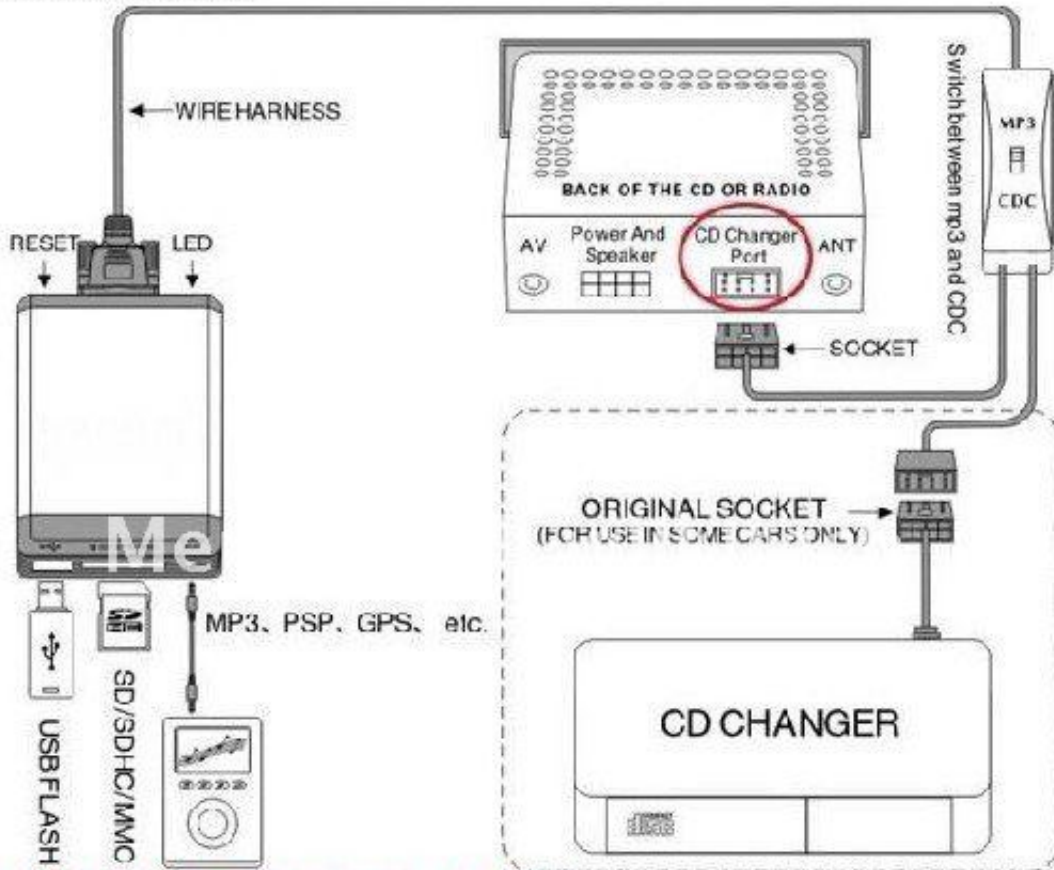 WIRE HARNESS
RESET
LED
BACK OF THE CD OR RADIO
AV
Power And
Speaker
CD Changer
Port
ANT
SOCKET
MP3
CDC
Switch between mp3 and CDC
ORIGINAL SOCKET
(FOR USE IN SOME CARS ONLY)
Me
MP3、PSP、GPS、 etc.
USB FLASH
SD/SDHC/MMC
CD CHANGER